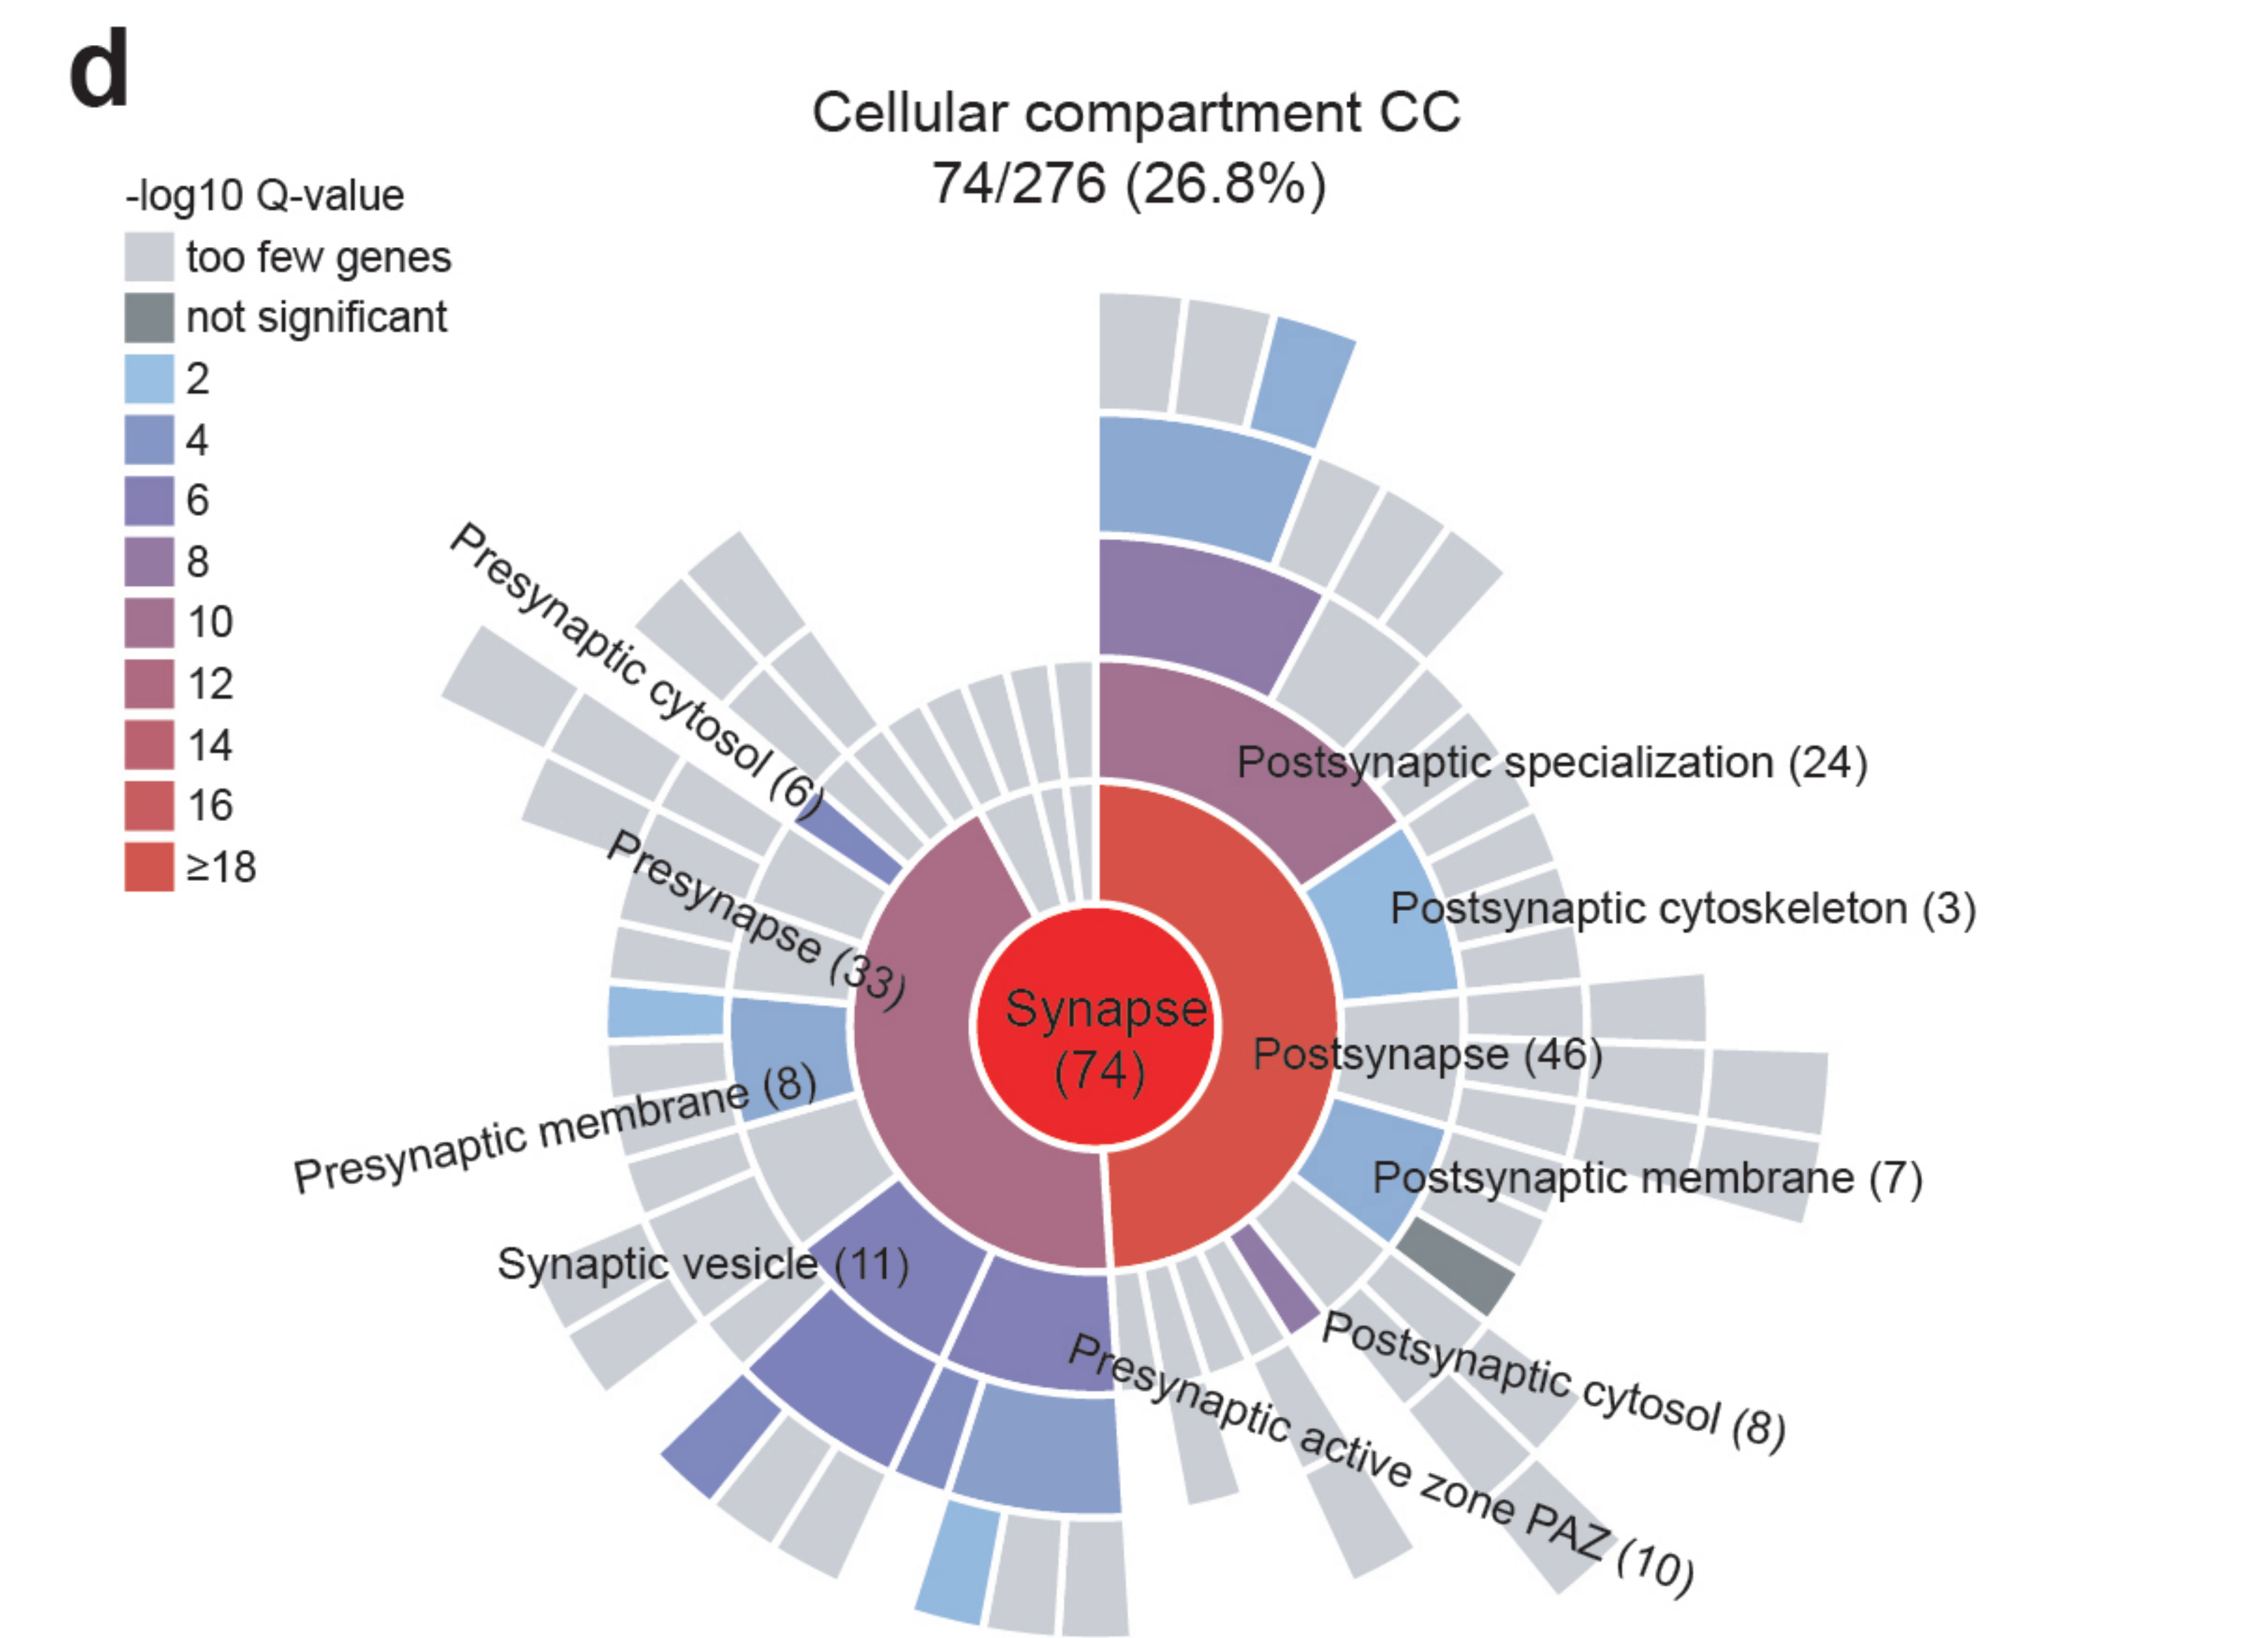 d
Cellular compartment CC
74/276 (26.8%)
-log10 Q-value
too few genes
not significant
2
4
6
8
10
12
14
16
≥18
Presynaptic cytosol (6)
Postsynaptic specialization (24)
Presynapse (33)
Postsynaptic cytoskeleton (3)
Synapse
(74)
Postsynapse (46)
Presynaptic membrane (8)
Postsynaptic membrane (7)
Synaptic vesicle (11)
Postsynaptic cytosol (8)
Presynaptic active zone PAZ (10)